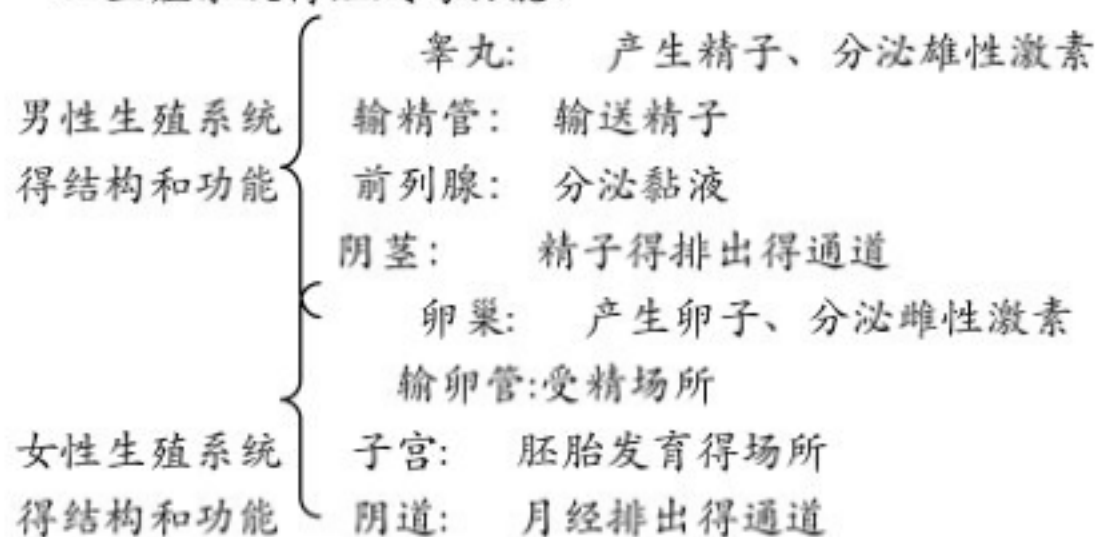 睾丸: 产生精子、分泌雄性激素
男性生殖系统 输精管: 输送精子
得结构和功能 前列腺: 分泌黏液
阴茎: 精子得排出得通道
卵巢: 产生卵子、分泌雌性激素
输卵管:受精场所
女性生殖系统 子宫: 胚胎发育得场所
得结构和功能 阴道: 月经排出得通道